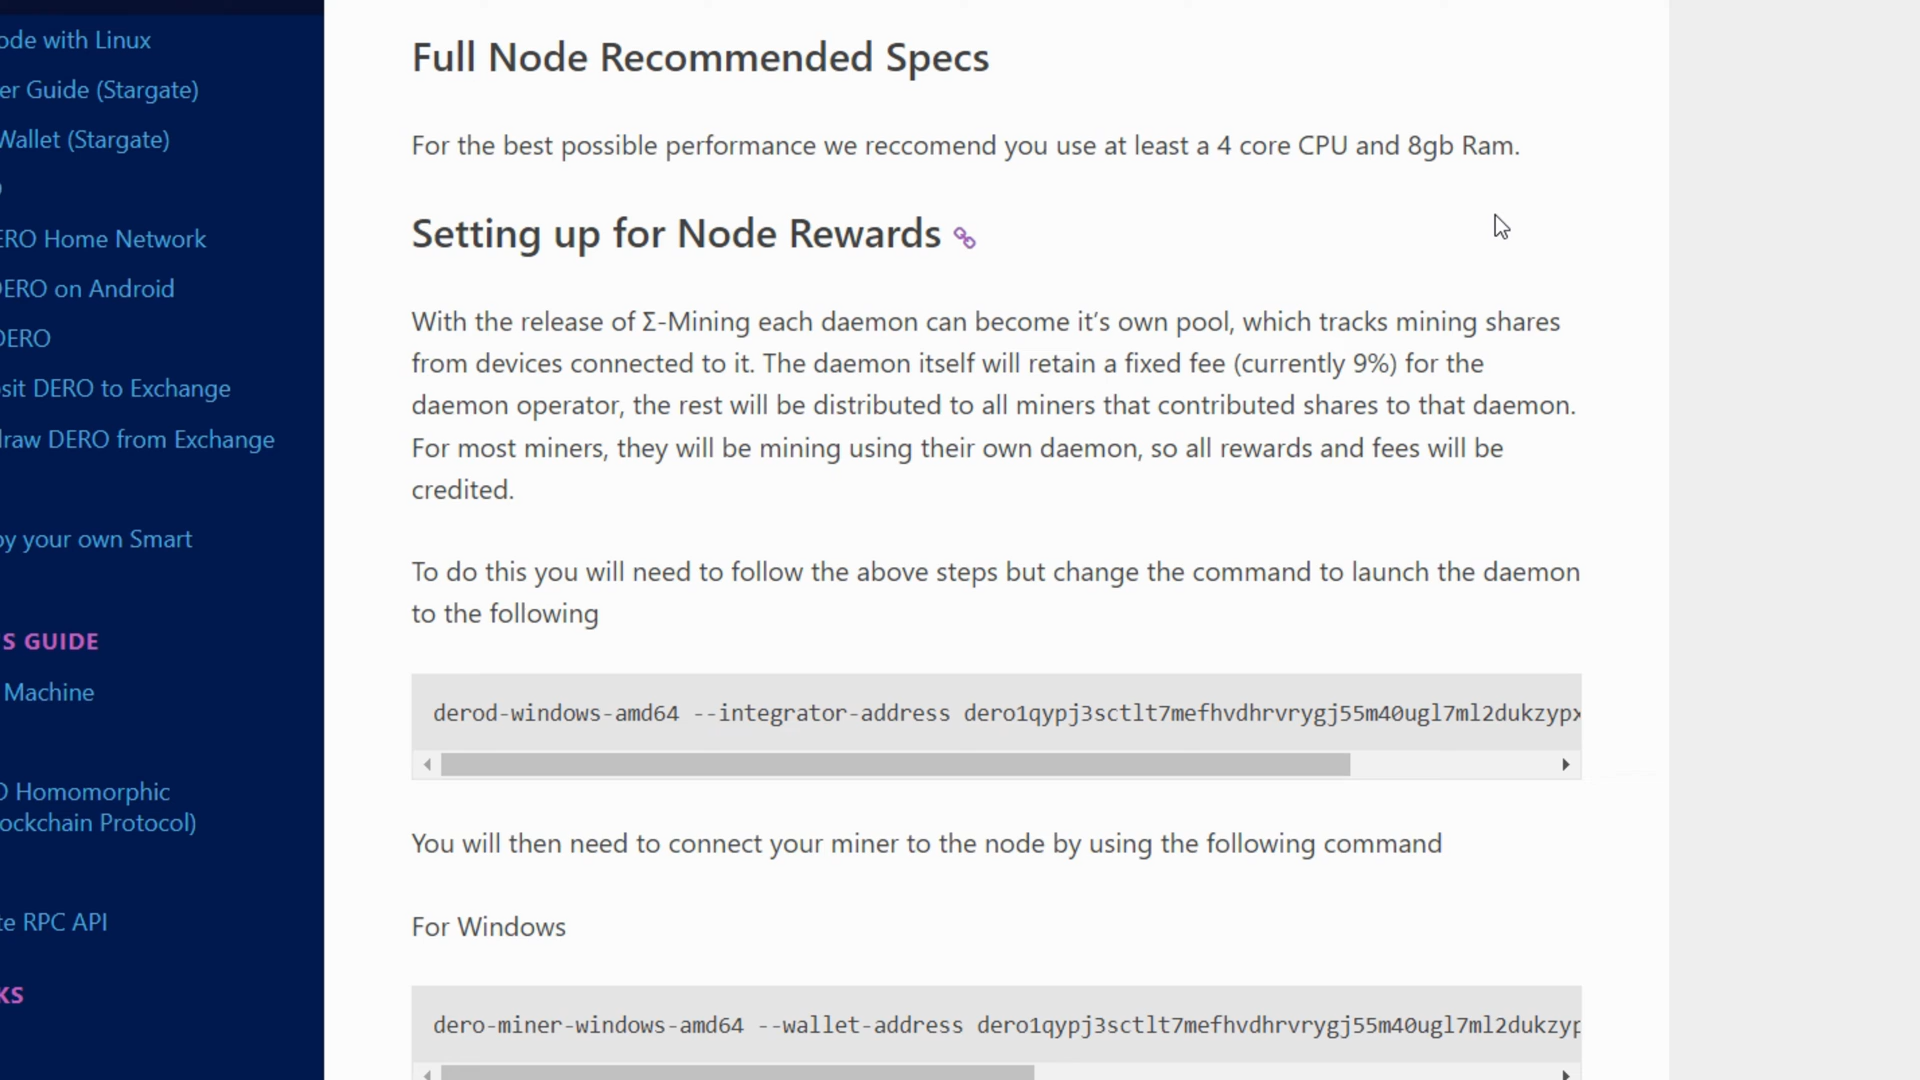 ode with Linux
er Guide (Stargate)
Wallet (Stargate)
ERO Home Network
DERO on Android
DERO
sit DERO to Exchange
draw DERO from Exchange
oy your own Smart
S GUIDE
Machine
O Homomorphic
ockchain Protocol)
te RPC API
KS
Full Node Recommended Specs
For the best possible performance we reccomend you use at least a 4 core CPU and 8gb Ram.
Setting up for Node Rewards
With the release of Σ-Mining each daemon can become it’s own pool, which tracks mining shares
from devices connected to it. The daemon itself will retain a fixed fee (currently 9%) for the
daemon operator, the rest will be distributed to all miners that contributed shares to that daemon.
For most miners, they will be mining using their own daemon, so all rewards and fees will be
credited.
To do this you will need to follow the above steps but change the command to launch the daemon
to the following
derod-windows-amd64 --integrator-address dero1qypj3sctlt7mefhvdhrvrygj55m40ugl7ml2dukzypx
You will then need to connect your miner to the node by using the following command
For Windows
dero-miner-windows-amd64 --wallet-address dero1qypj3sctlt7mefhvdhrvrygj55m40ugl7ml2dukzyp